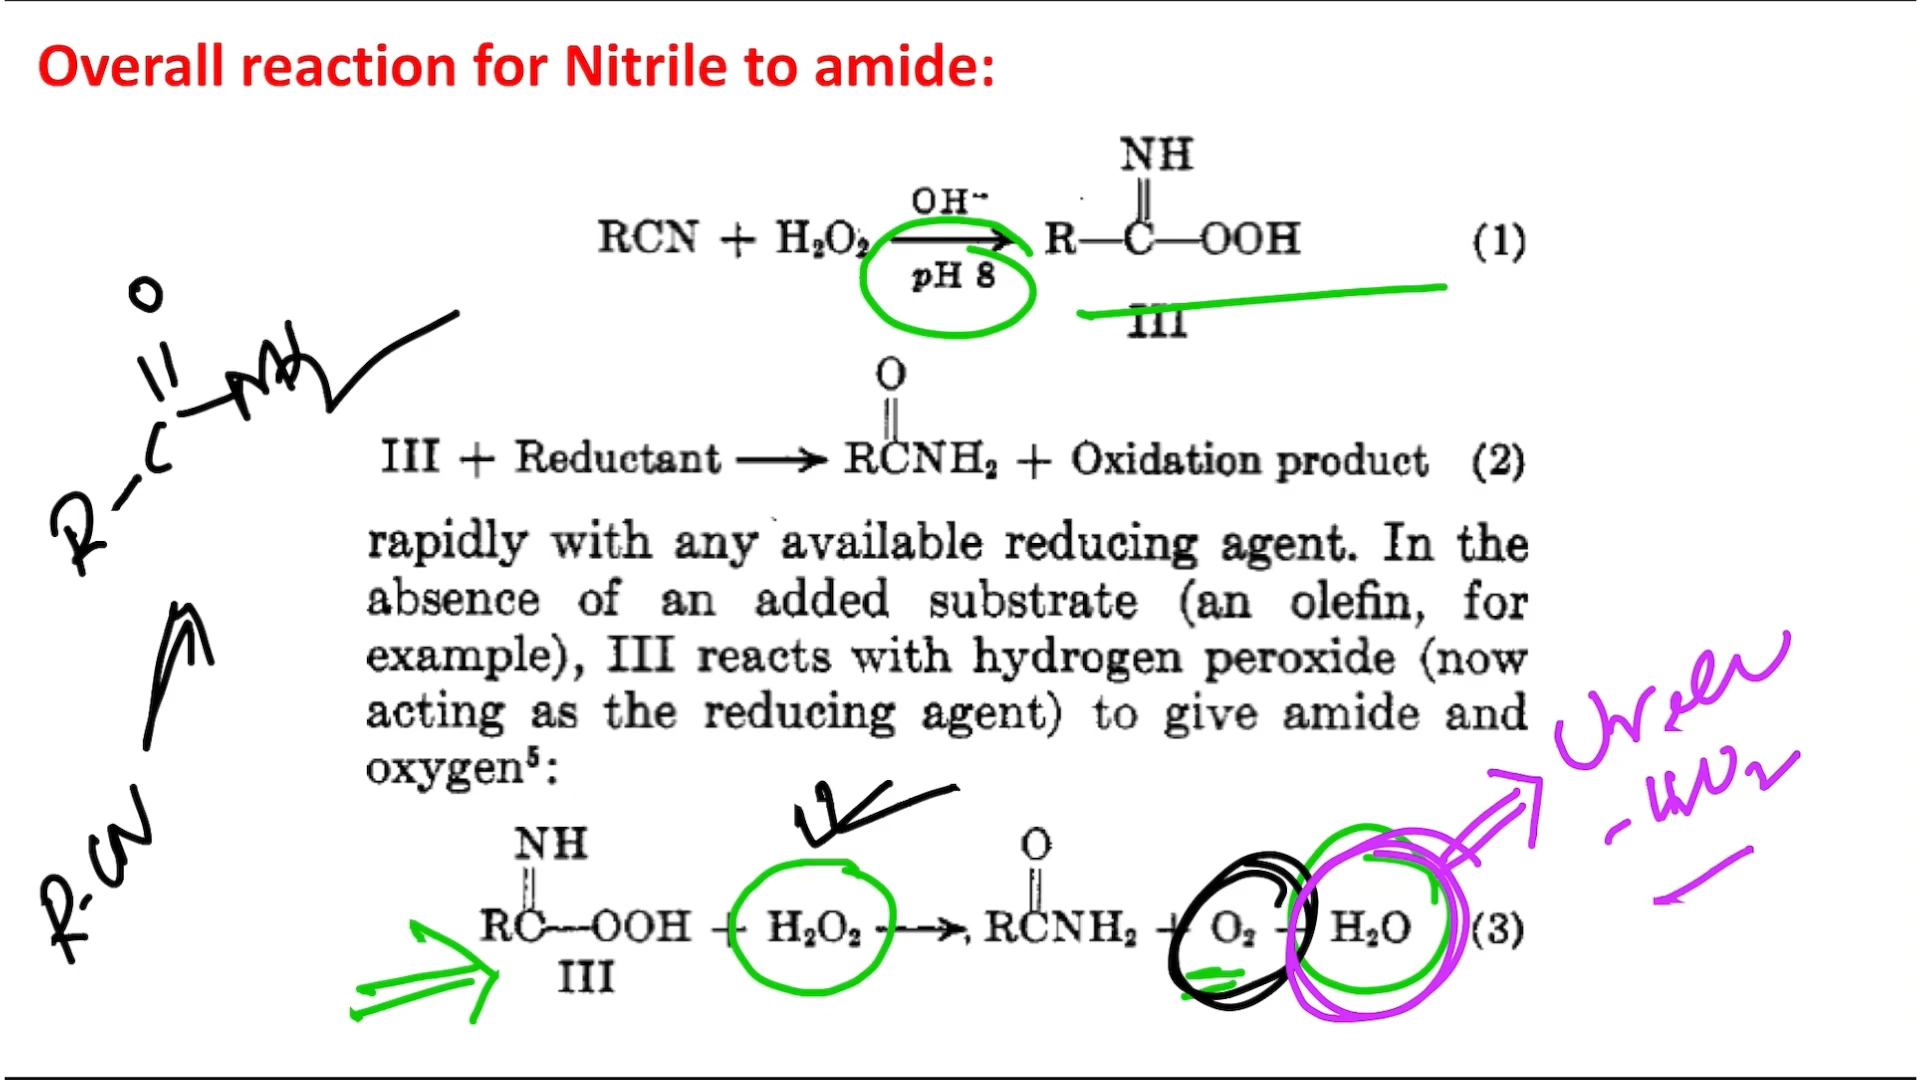 Overall reaction for Nitrile to amide:
NH
RCN + H₂O₂ OH⁻ pH 8 → R—C—OOH (1)
III
O
III + Reductant → RCNH₂ + Oxidation product (2)
rapidly with any available reducing agent. In the
absence of an added substrate (an olefin, for
example), III reacts with hydrogen peroxide (now
acting as the reducing agent) to give amide and
oxygen⁵:
NH O
RC—OOH + H₂O₂ → RCNH₂ + O₂ + H₂O (3)
III
O
C
R
R-CN